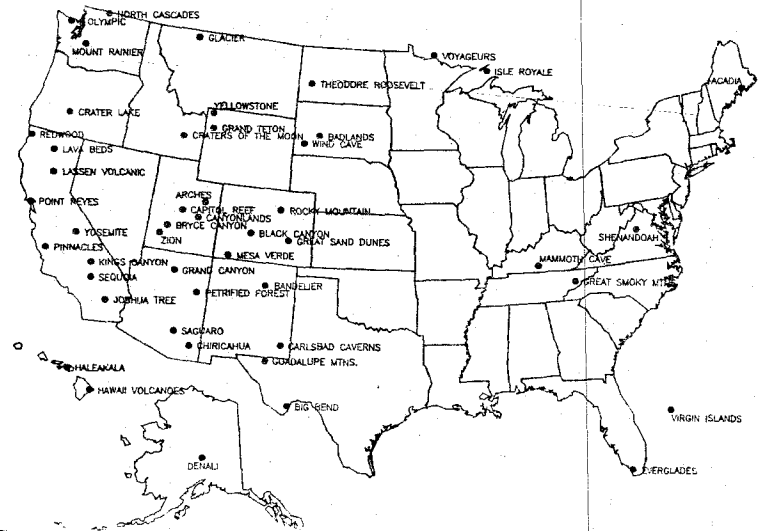 NORTH CASCADES
OLYMPIC
GLACIER
MOUNT RAINIER
VOYAGEURS
ISLE ROYALE
ACADIA
THEODORE ROOSEVELT
YELLOWSTONE
CRATER LAKE
GRAND TETON
CRATERS OF THE MOON
BADLANDS
REDWOOD
WIND CAVE
LAVA BEDS
LASSEN VOLCANIC
ARCHES
POINT REYES
CAPITOL REEF
ROCKY MOUNTAIN
CANYONLANDS
BRYCE CANYON
YOSEMITE
BLACK CANYON
ZION
SHENANDOAH
GREAT SAND DUNES
PINNACLES
MESA VERDE
MAMMOTH CAVE
KINGS CANYON
GRAND CANYON
SEQUOIA
GREAT SMOKY MTNS
BANDELIER
PETRIFIED FOREST
JOSHUA TREE
SAGUARO
CHIRICAHUA
CARLSBAD CAVERNS
GUADALUPE MTNS.
HALEAKALA
HAWAII VOLCANOES
BIG BEND
VIRGIN ISLANDS
DENALI
EVERGLADES